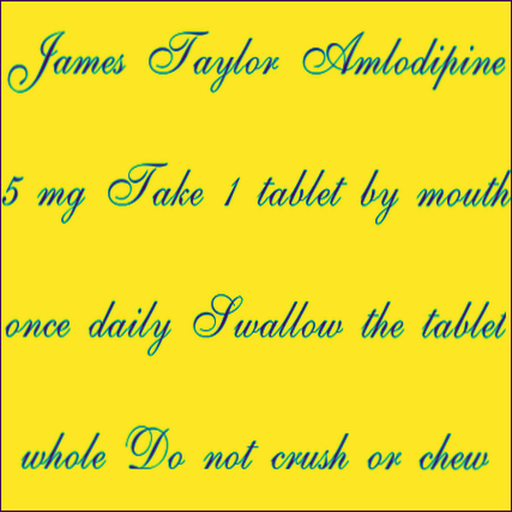 James Taylor Amlodipine
5 mg Take 1 tablet by mouth
once daily Swallow the tablet
whole Do not crush or chew